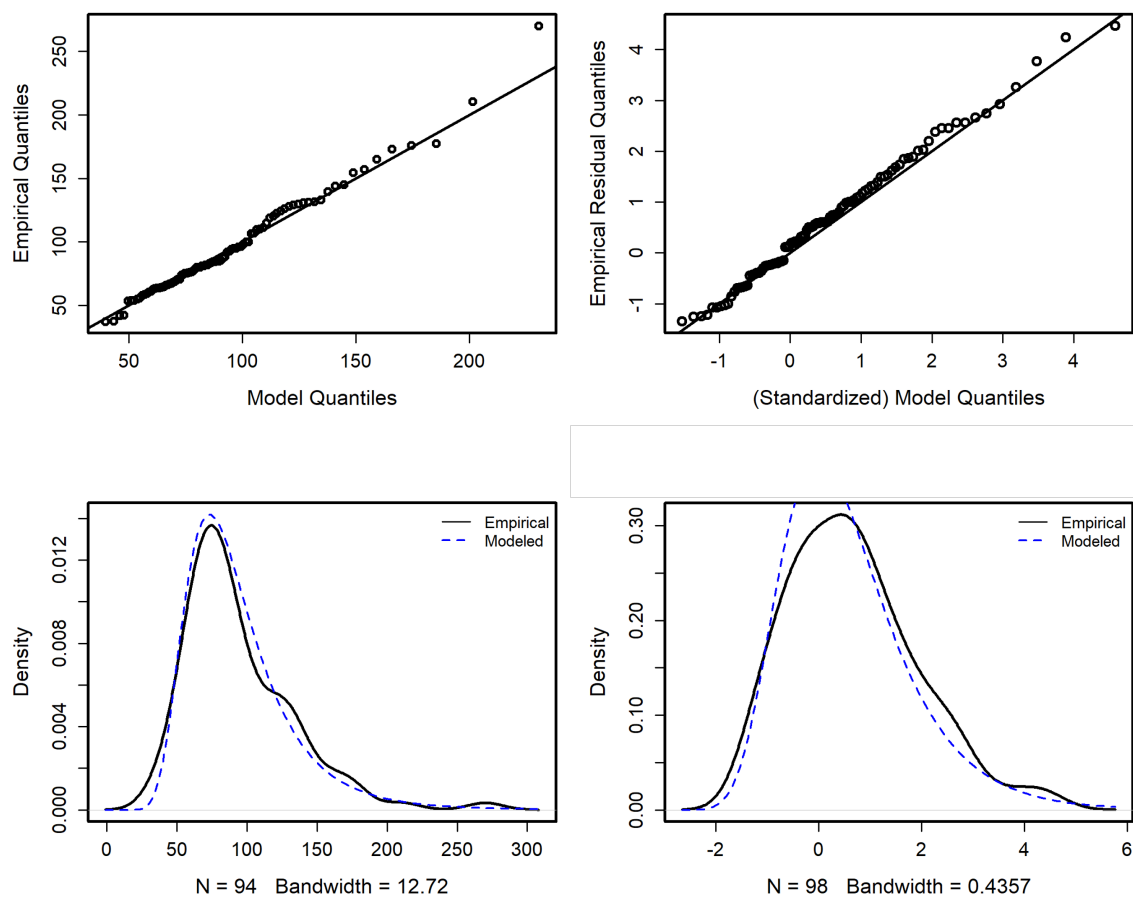 Empirical Quantiles
50 100 150 200 250
50 100 150 200
Model Quantiles
Empirical Residual Quantiles
-1 0 1 2 3 4
-1 0 1 2 3 4
(Standardized) Model Quantiles
Density
0.000 0.004 0.008 0.012
Empirical
Modeled
0 50 100 150 200 250 300
N = 94 Bandwidth = 12.72
Density
0.00 0.10 0.20 0.30
Empirical
Modeled
-2 0 2 4 6
N = 98 Bandwidth = 0.4357